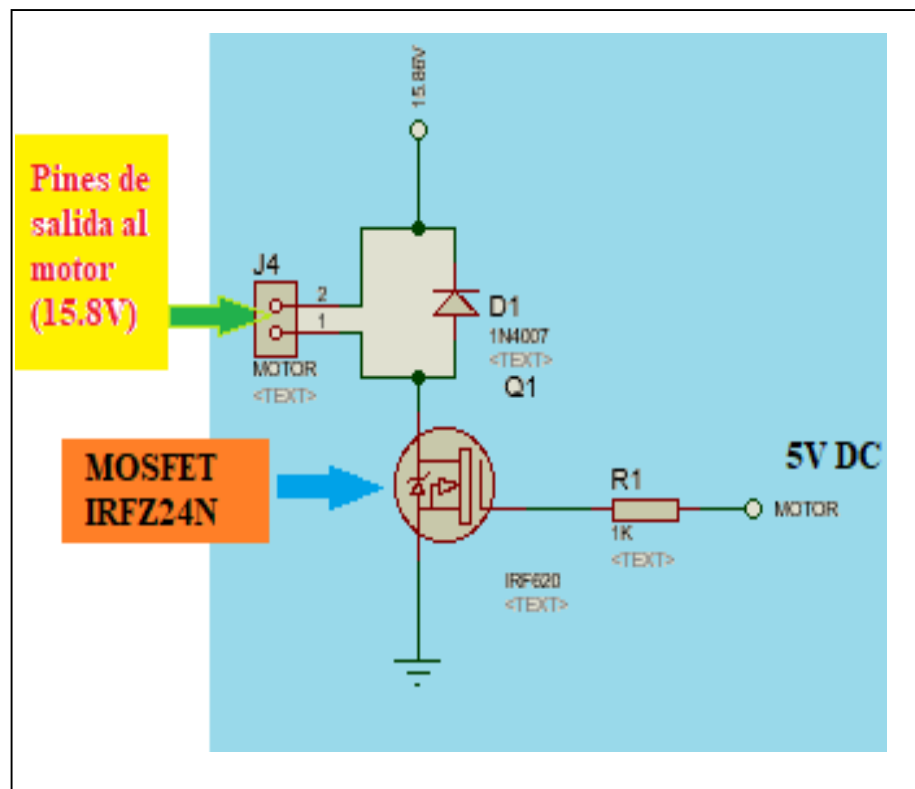 15.86V
Pines de
salida al
motor
(15.8V)
J4
2
1
MOTOR
<TEXT>
D1
1N4007
<TEXT>
Q1
MOSFET
IRFZ24N
5V DC
R1
MOTOR
1K
<TEXT>
IRF620
<TEXT>